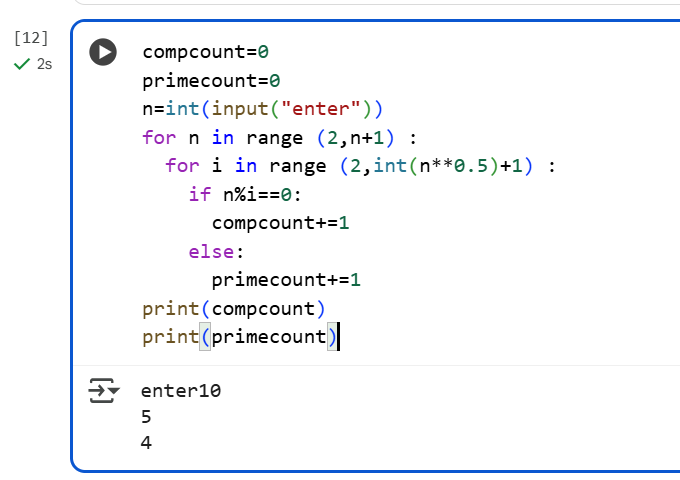 [12]
2s
compcount=0
primecount=0
n=int(input("enter"))
for n in range (2,n+1) :
  for i in range (2,int(n**0.5)+1) :
    if n%i==0:
      compcount+=1
    else:
      primecount+=1
print(compcount)
print(primecount)
enter10
5
4